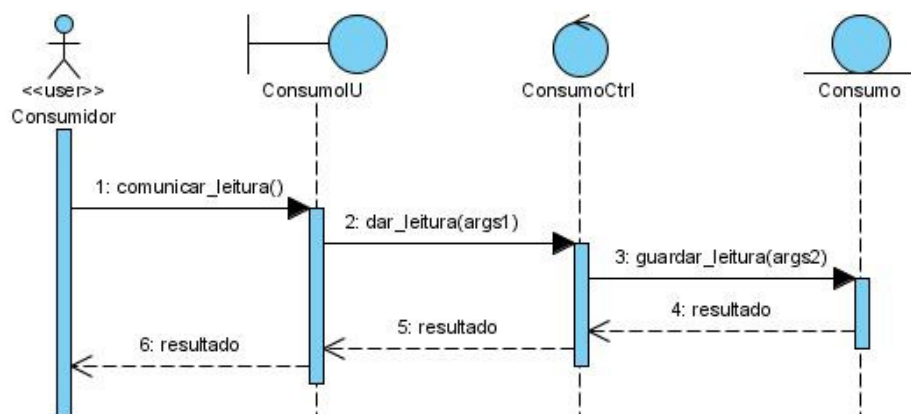 <<user>>
Consumidor
ConsumoIU
ConsumoCtrl
Consumo
1: comunicar_leitura()
2: dar_leitura(args1)
3: guardar_leitura(args2)
4: resultado
5: resultado
6: resultado